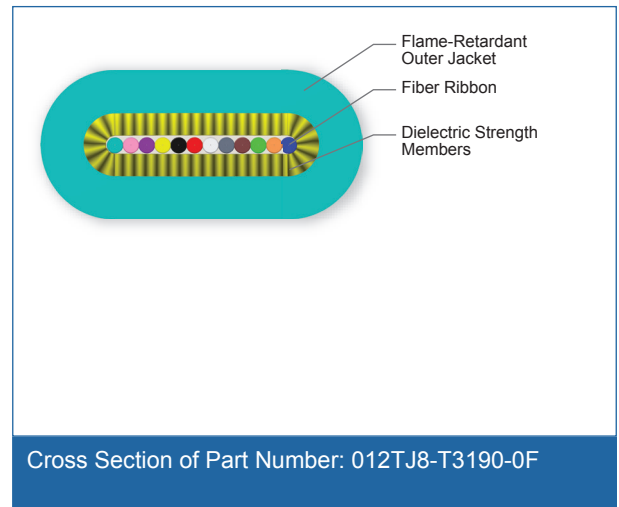 Flame-Retardant
Outer Jacket
Fiber Ribbon
Dielectric Strength
Members
Cross Section of Part Number: 012TJ8-T3190-0F